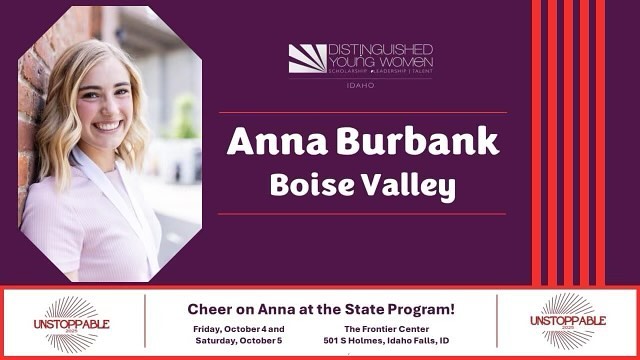 DISTINGUISHED
YOUNG WOMEN
SCHOLARSHIP | LEADERSHIP | TALENT
IDAHO
Anna Burbank
Boise Valley
UNSTOPPABLE
2025
Cheer on Anna at the State Program!
Friday, October 4 and
Saturday, October 5
The Frontier Center
501 S Holmes, Idaho Falls, ID
UNSTOPPABLE
2025